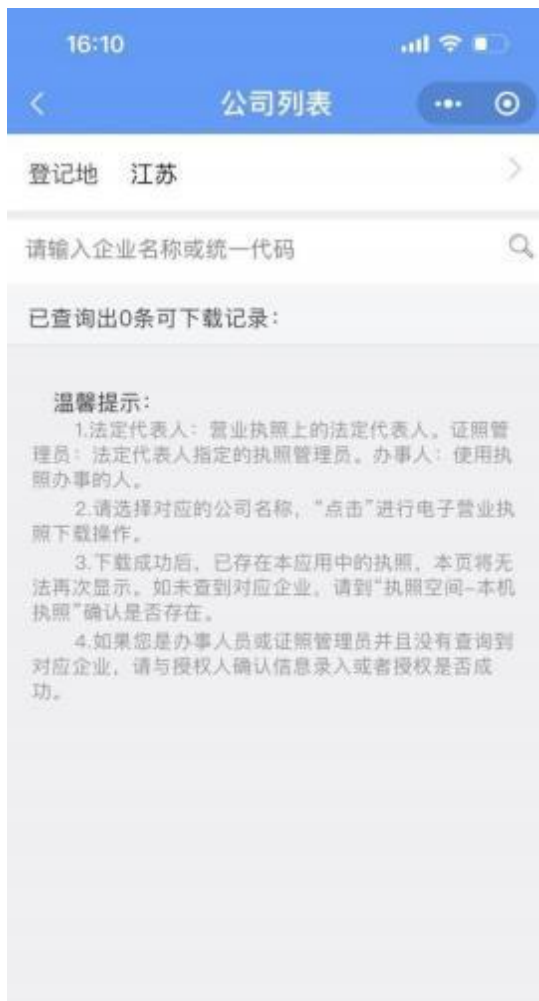 16:10
公司列表
登记地 江苏
请输入企业名称或统一代码
已查询出0条可下载记录：
温馨提示：
1.法定代表人：营业执照上的法定代表人。证照管
理员：法定代表人指定的执照管理员。办事人：使用执
照办事的人。
2.请选择对应的公司名称，“点击”进行电子营业执
照下载操作。
3.下载成功后，已存在本应用中的执照，本页将无
法再次显示。如未查到对应企业，请到“执照空间-本机
执照”确认是否存在。
4.如果您是办事人员或证照管理员并且没有查询到
对应企业，请与授权人确认信息录入或者授权是否成
功。